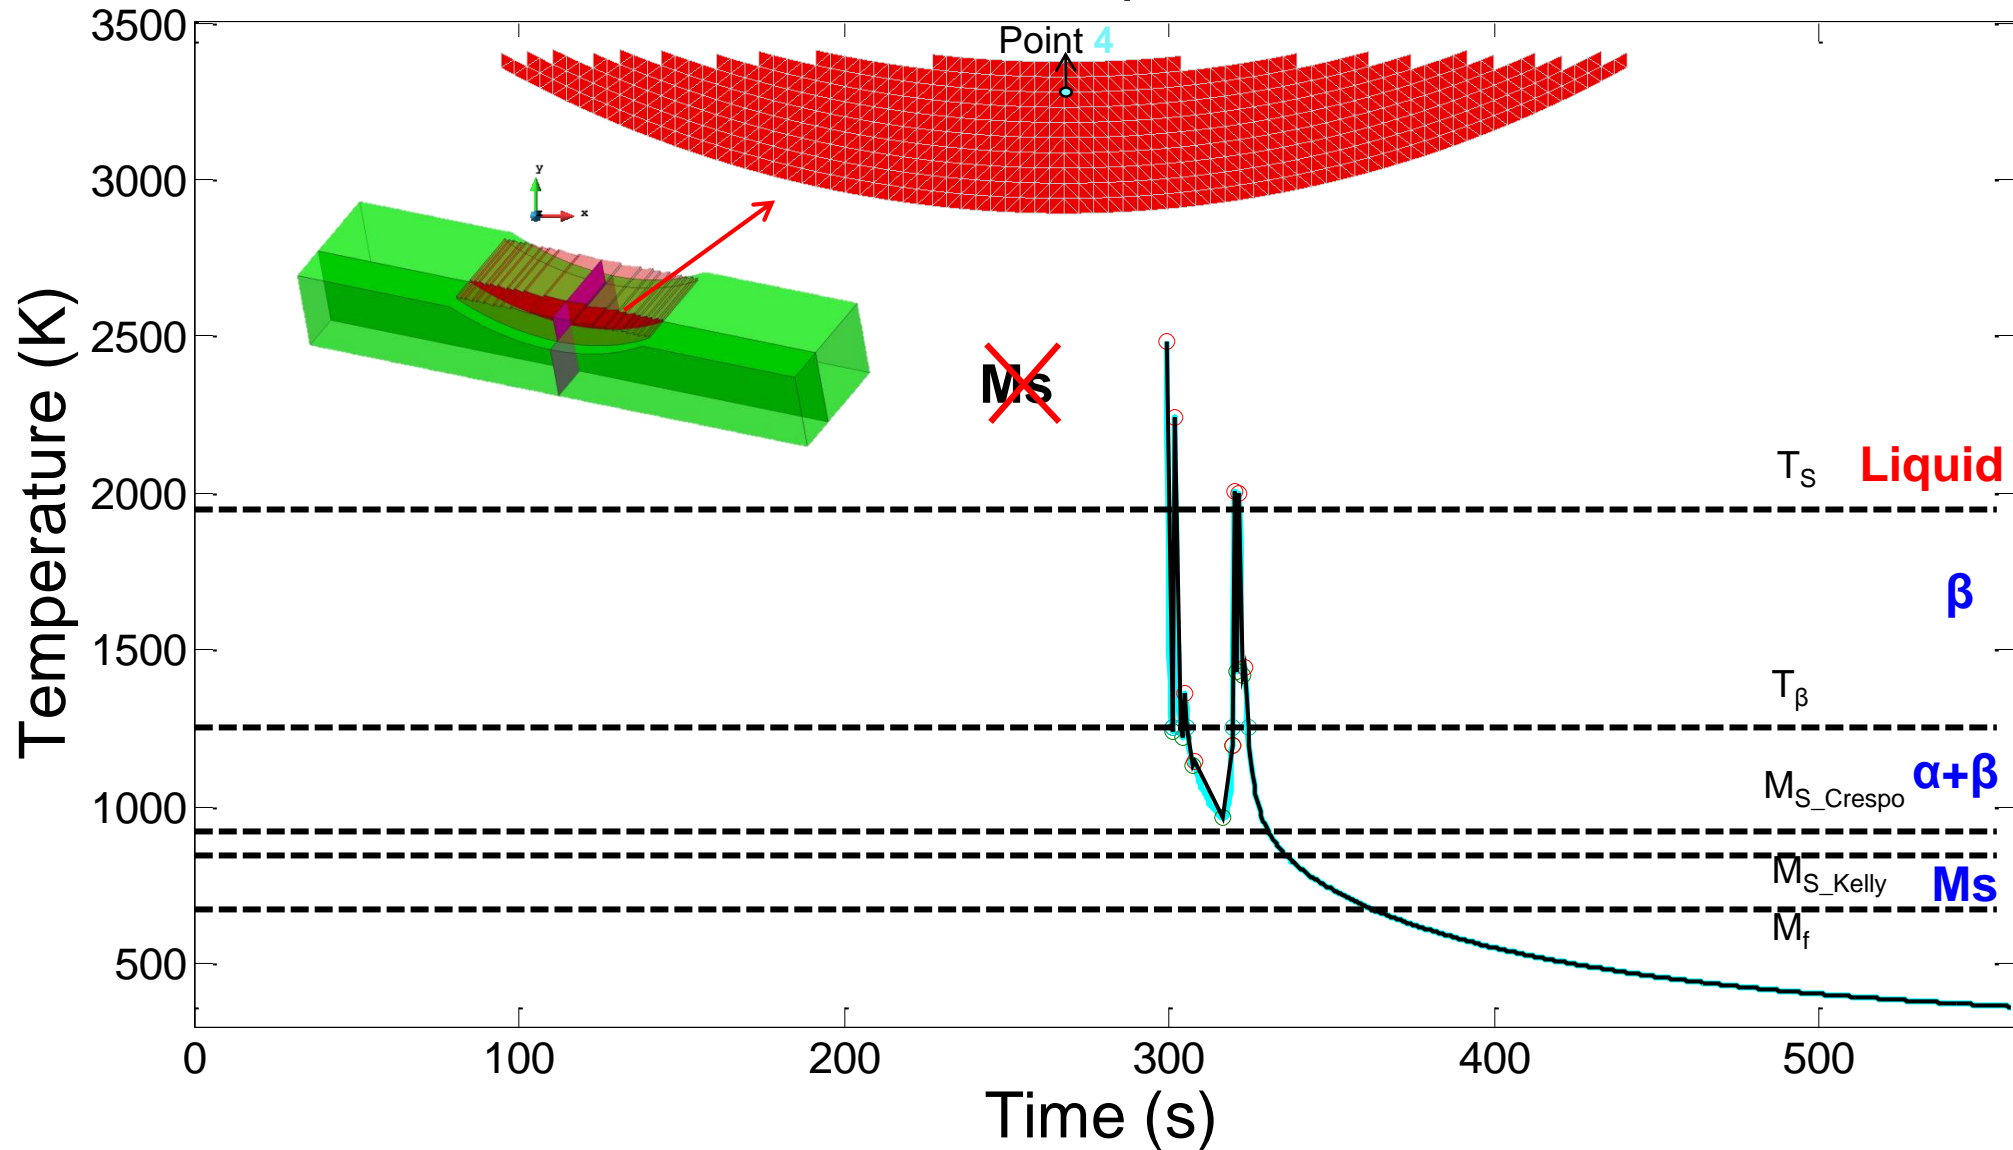 3500
Point 4
3000
y
x
2500
Ms
T_S Liquid
2000
β
1500
T_β
α+β
M_S_Crespo
1000
M_S_Kelly Ms
M_f
500
0 100 200 300 400 500
Time (s)
Temperature (K)